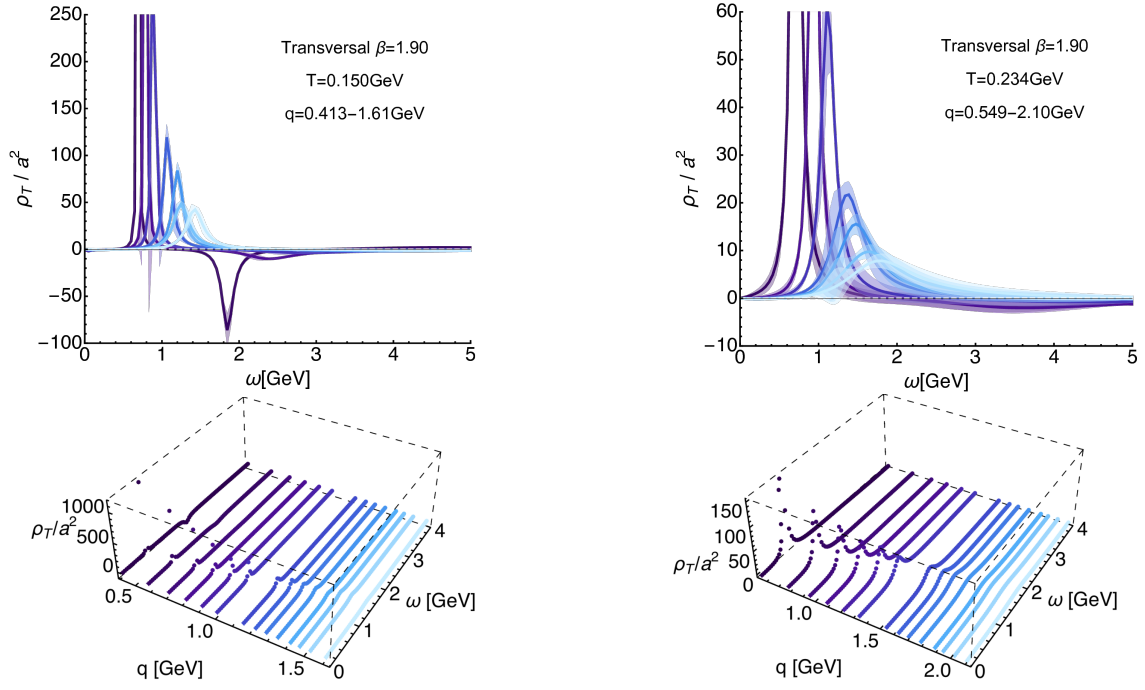 250
200
150
100
50
0
−50
−100
ρT / a²
Transversal β=1.90
T=0.150GeV
q=0.413−1.61GeV
0 1 2 3 4 5
ω[GeV]
60
50
40
30
20
10
0
−10
ρT / a²
Transversal β=1.90
T=0.234GeV
q=0.549−2.10GeV
0 1 2 3 4 5
ω[GeV]
1000
500
0
ρT/a²
0.5 1.0 1.5
q [GeV]
0 1 2 3 4
ω [GeV]
150
100
50
0
ρT/a²
1.0 1.5 2.0
q [GeV]
0 1 2 3 4
ω [GeV]